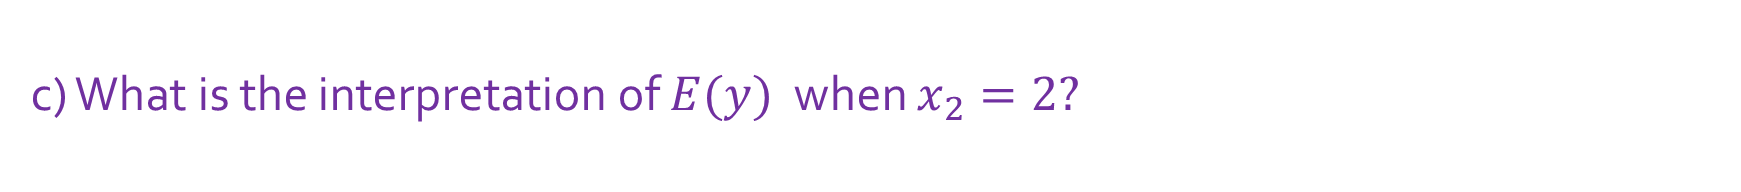 c) What is the interpretation of E(y) when x₂ = 2?